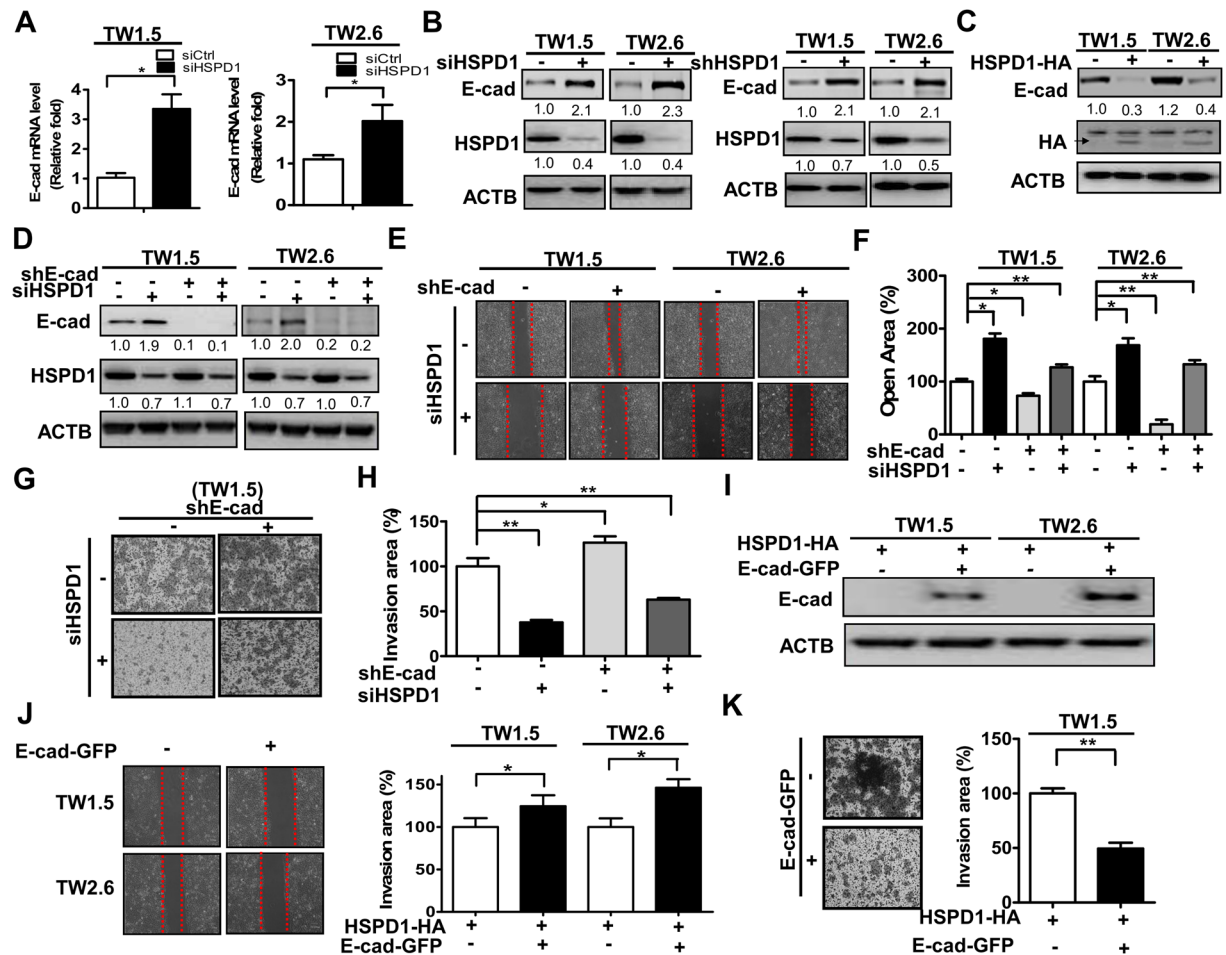 A
TW1.5
siCtrl
siHSPD1
*
E-cad mRNA level
(Relative fold)
4
3
2
1
0
TW2.6
siCtrl
siHSPD1
*
E-cad mRNA level
(Relative fold)
3
2
1
0
B
TW1.5 TW2.6
siHSPD1 - + - +
E-cad
1.0 2.1 1.0 2.3
HSPD1
1.0 0.4 1.0 0.4
ACTB
TW1.5 TW2.6
shHSPD1 - + - +
E-cad
1.0 2.1 1.0 2.1
HSPD1
1.0 0.7 1.0 0.5
ACTB
C
TW1.5 TW2.6
HSPD1-HA - + - +
E-cad
1.0 0.3 1.2 0.4
HA
ACTB
D
TW1.5 TW2.6
shE-cad - - + + - - + +
siHSPD1 - + - + - + - +
E-cad
1.0 1.9 0.1 0.1 1.0 2.0 0.2 0.2
HSPD1
1.0 0.7 1.1 0.7 1.0 0.7 1.0 0.7
ACTB
E
TW1.5 TW2.6
shE-cad - + - +
siHSPD1
-
+
F
TW1.5 TW2.6
** **
* **
* *
Open Area (%)
300
200
100
0
shE-cad - - + + - - + +
siHSPD1 - + - + - + - +
G
(TW1.5)
shE-cad
- +
siHSPD1
-
+
H
**
*
**
Invasion area (%)
150
100
50
0
shE-cad - - + +
siHSPD1 - + - +
I
TW1.5 TW2.6
HSPD1-HA + + + +
E-cad-GFP - + - +
E-cad
ACTB
J
E-cad-GFP - +
TW1.5
TW2.6
TW1.5 TW2.6
* *
Invasion area (%)
150
100
50
0
HSPD1-HA + + + +
E-cad-GFP - + - +
K
E-cad-GFP
-
+
TW1.5
**
Invasion area (%)
150
100
50
0
HSPD1-HA + +
E-cad-GFP - +